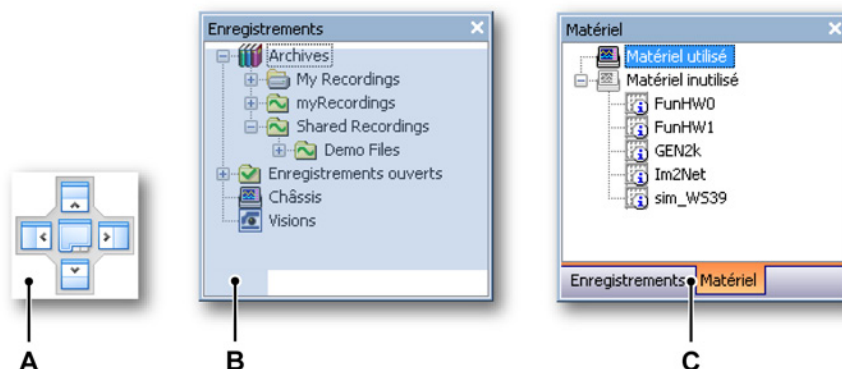 Enregistrements
Archives
My Recordings
myRecordings
Shared Recordings
Demo Files
Enregistrements ouverts
Châssis
Visions
Matériel
Matériel utilisé
Matériel inutilisé
FunHW0
FunHW1
GEN2k
Im2Net
sim_WS39
Enregistrements Matériel
A B C